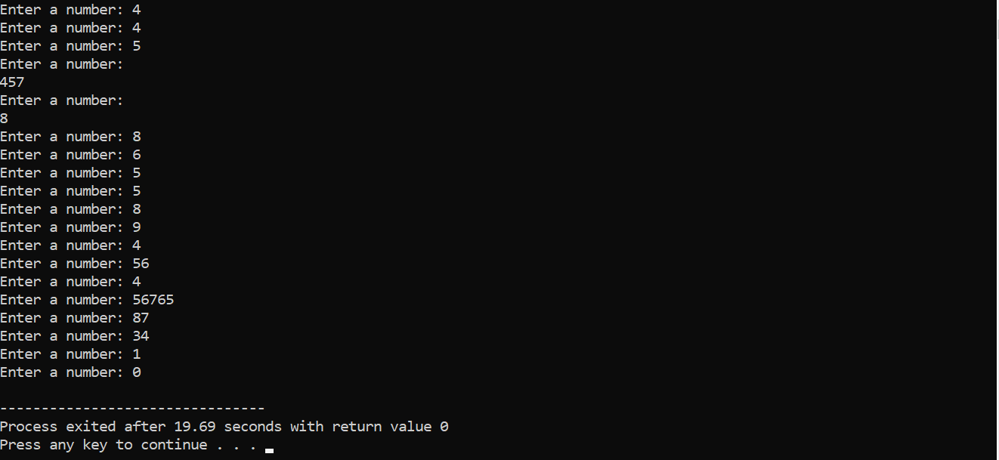 Enter a number: 4
Enter a number: 4
Enter a number: 5
Enter a number:
457
Enter a number:
8
Enter a number: 8
Enter a number: 6
Enter a number: 5
Enter a number: 5
Enter a number: 8
Enter a number: 9
Enter a number: 4
Enter a number: 56
Enter a number: 4
Enter a number: 56765
Enter a number: 87
Enter a number: 34
Enter a number: 1
Enter a number: 0

--------------------------------
Process exited after 19.69 seconds with return value 0
Press any key to continue . . .